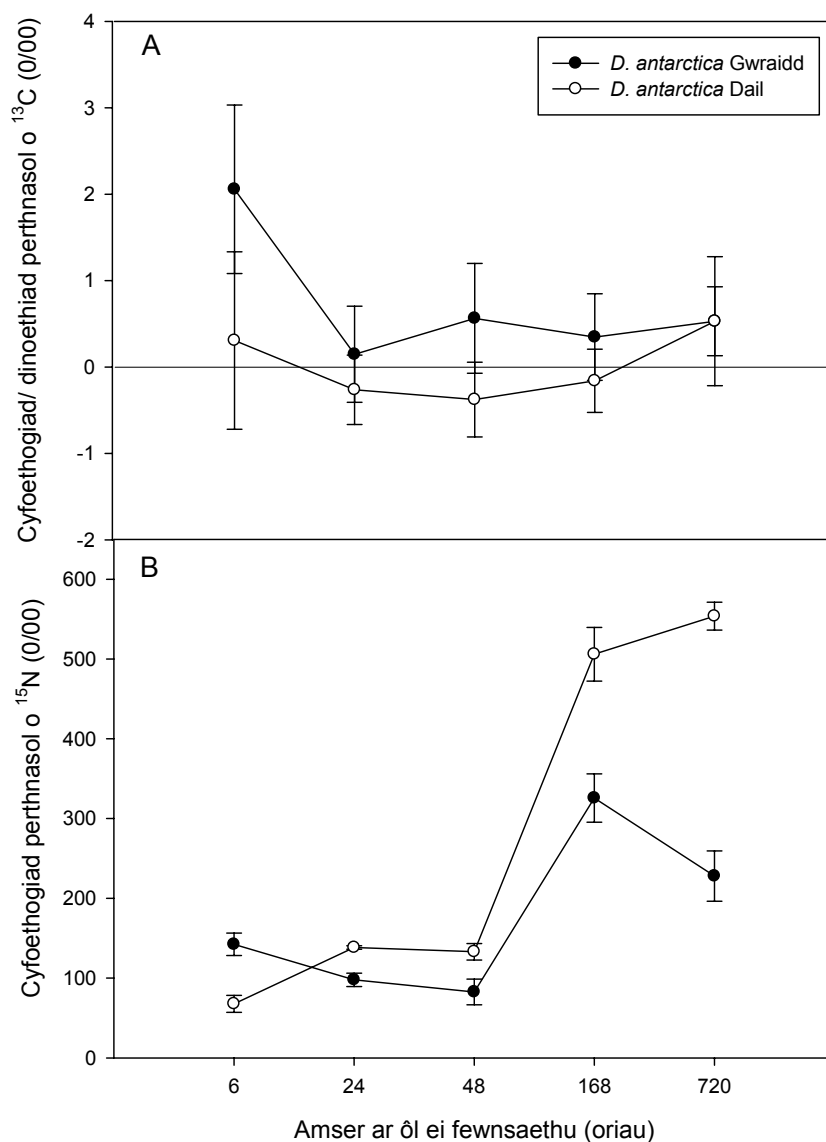 A
D. antarctica Gwraidd
D. antarctica Dail
Cyfoethogiad/ dinoethiad perthnasol o ¹³C (0/00)
4
3
2
1
0
-1
-2
B
Cyfoethogiad perthnasol o ¹⁵N (0/00)
600
500
400
300
200
100
0
6 24 48 168 720
Amser ar ôl ei fewnsaethu (oriau)